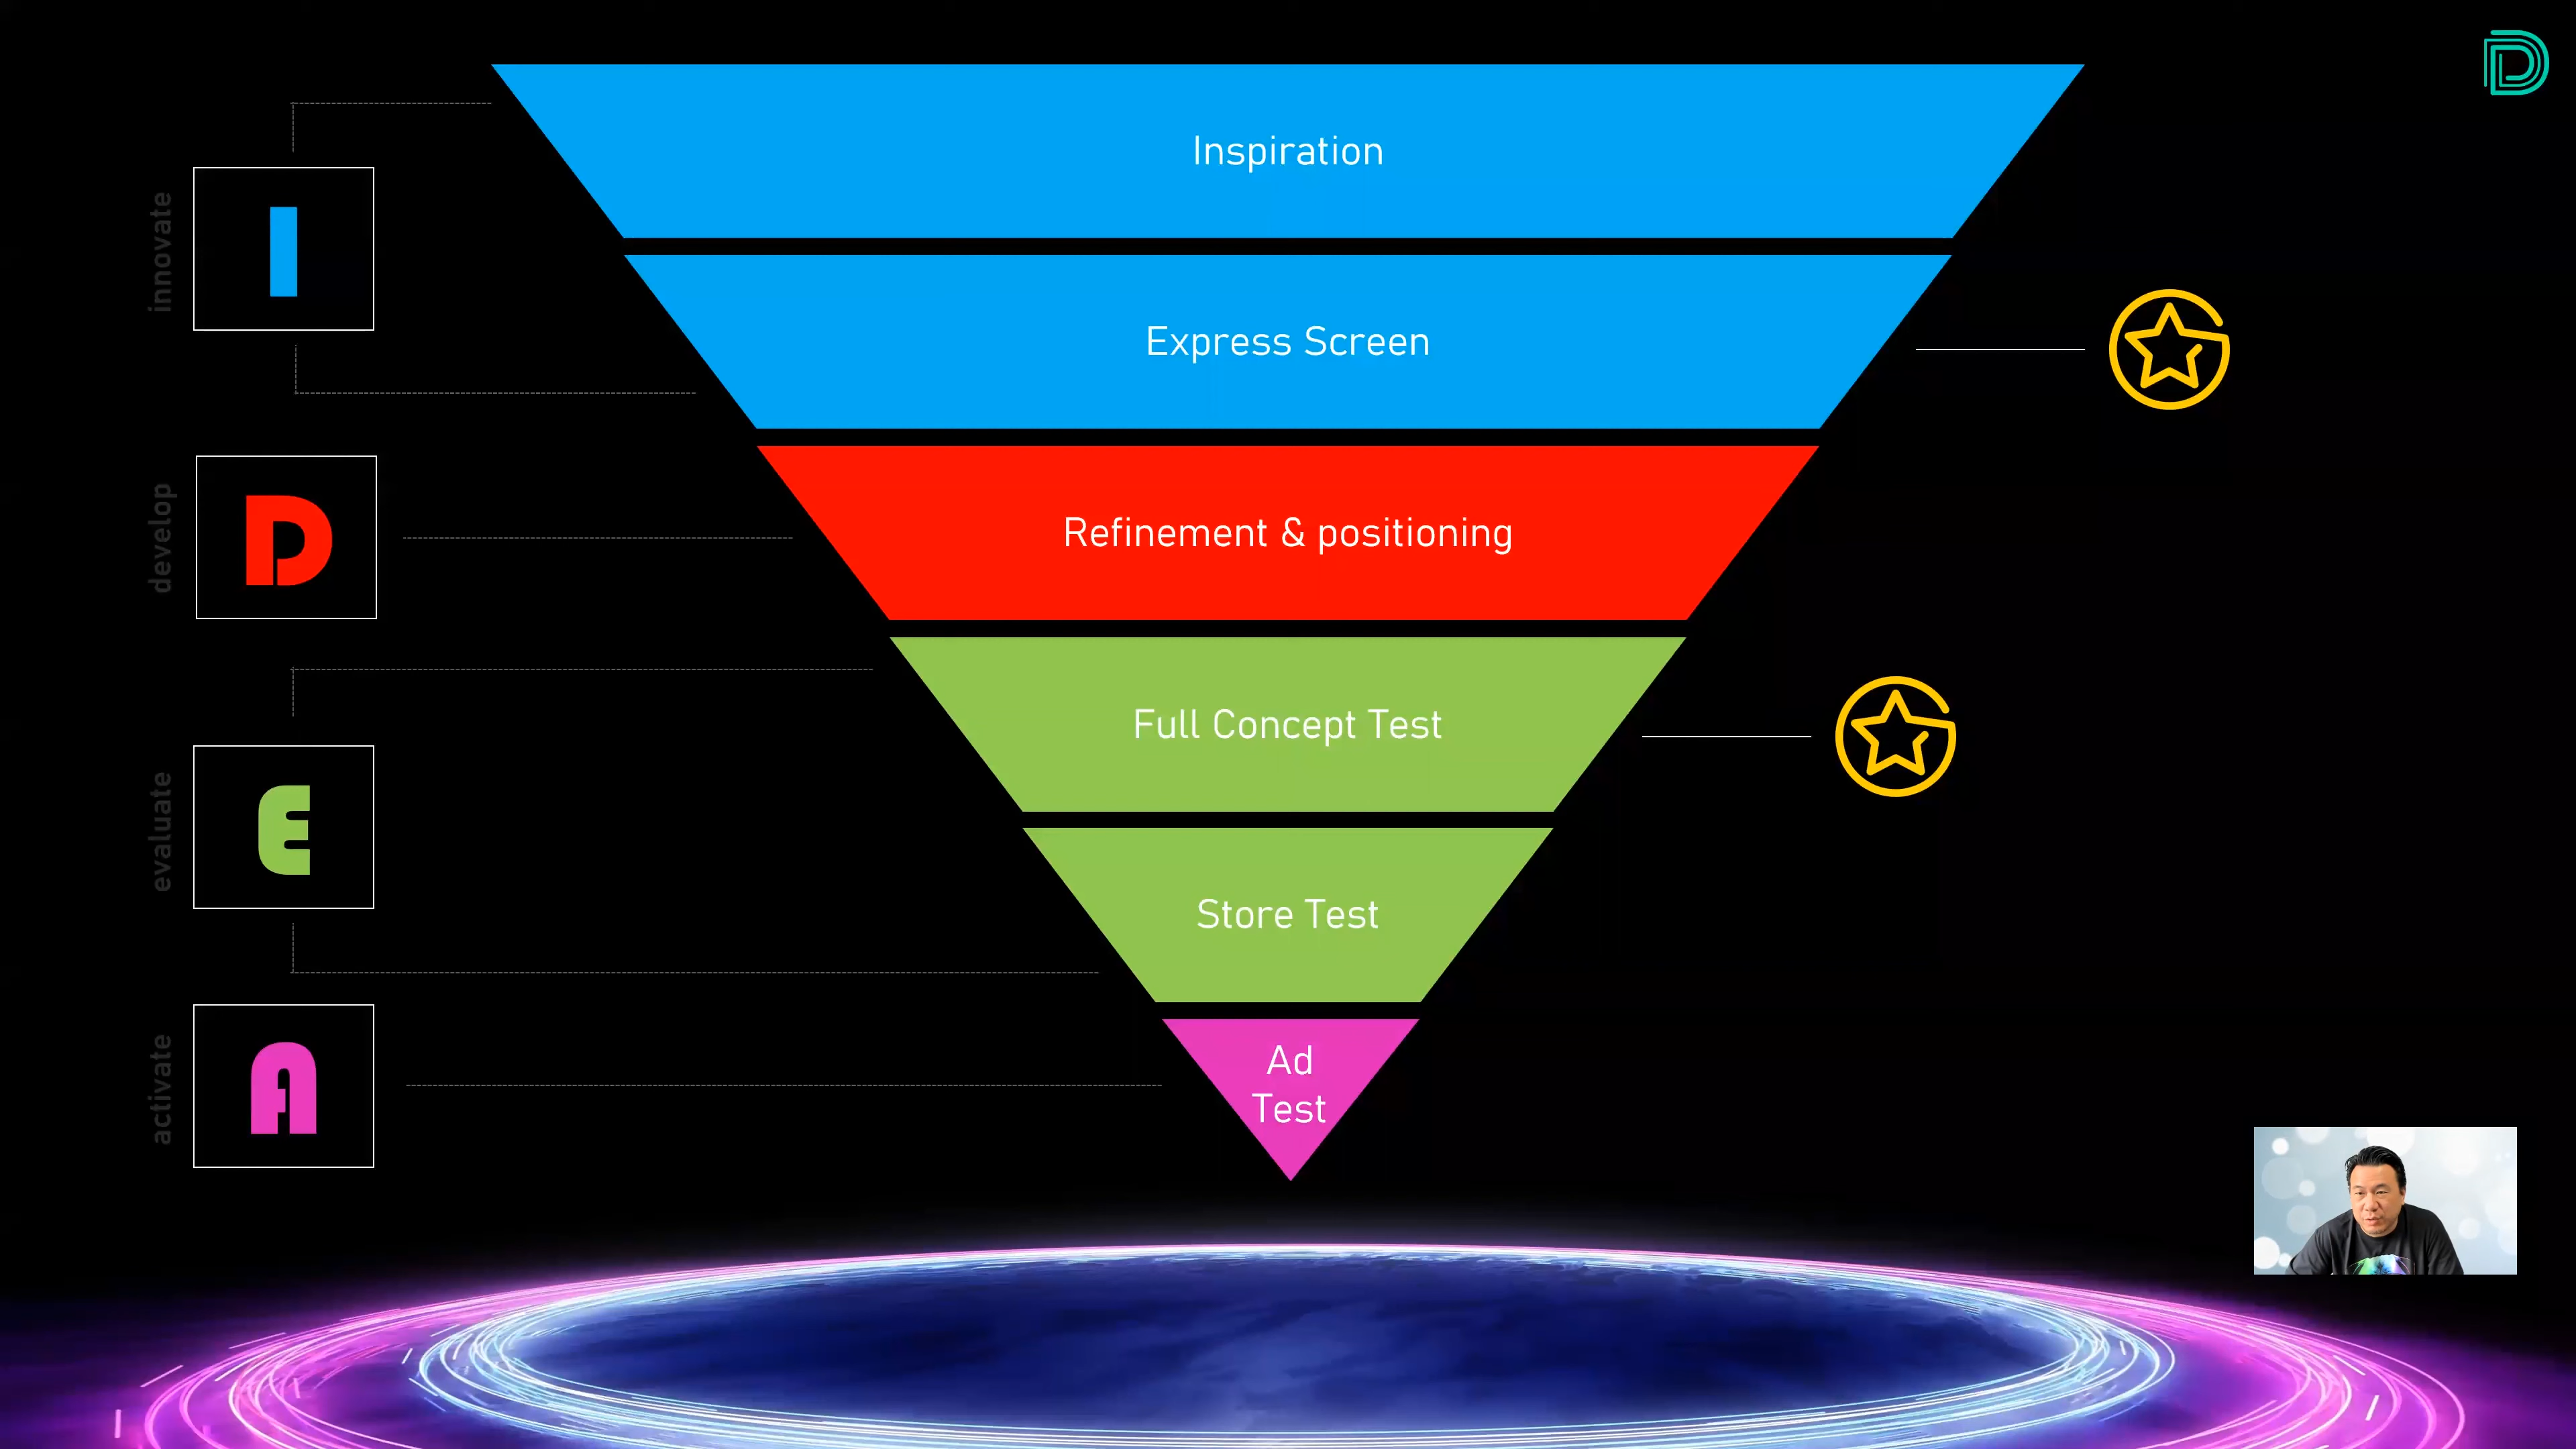 Inspiration
innovate
I
Express Screen
develop
D
Refinement & positioning
Full Concept Test
evaluate
E
Store Test
activate
A
Ad
Test